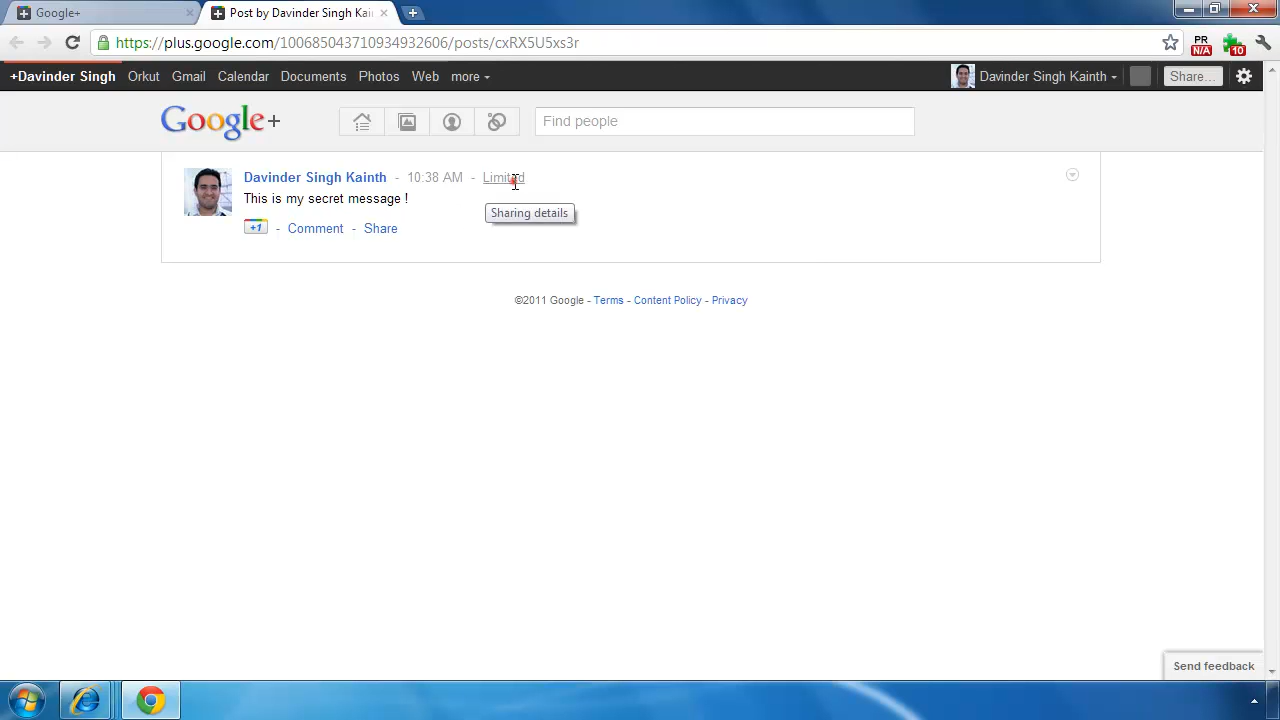 Google+
Post by Davinder Singh Kai
https://plus.google.com/100685043710934932606/posts/cxRX5U5xs3r
PR
N/A
10
+Davinder Singh Orkut Gmail Calendar Documents Photos Web more
Davinder Singh Kainth
Share...
Google+
Find people
Davinder Singh Kainth - 10:38 AM - Limited
This is my secret message !
Sharing details
+1 - Comment - Share
©2011 Google - Terms - Content Policy - Privacy
Send feedback